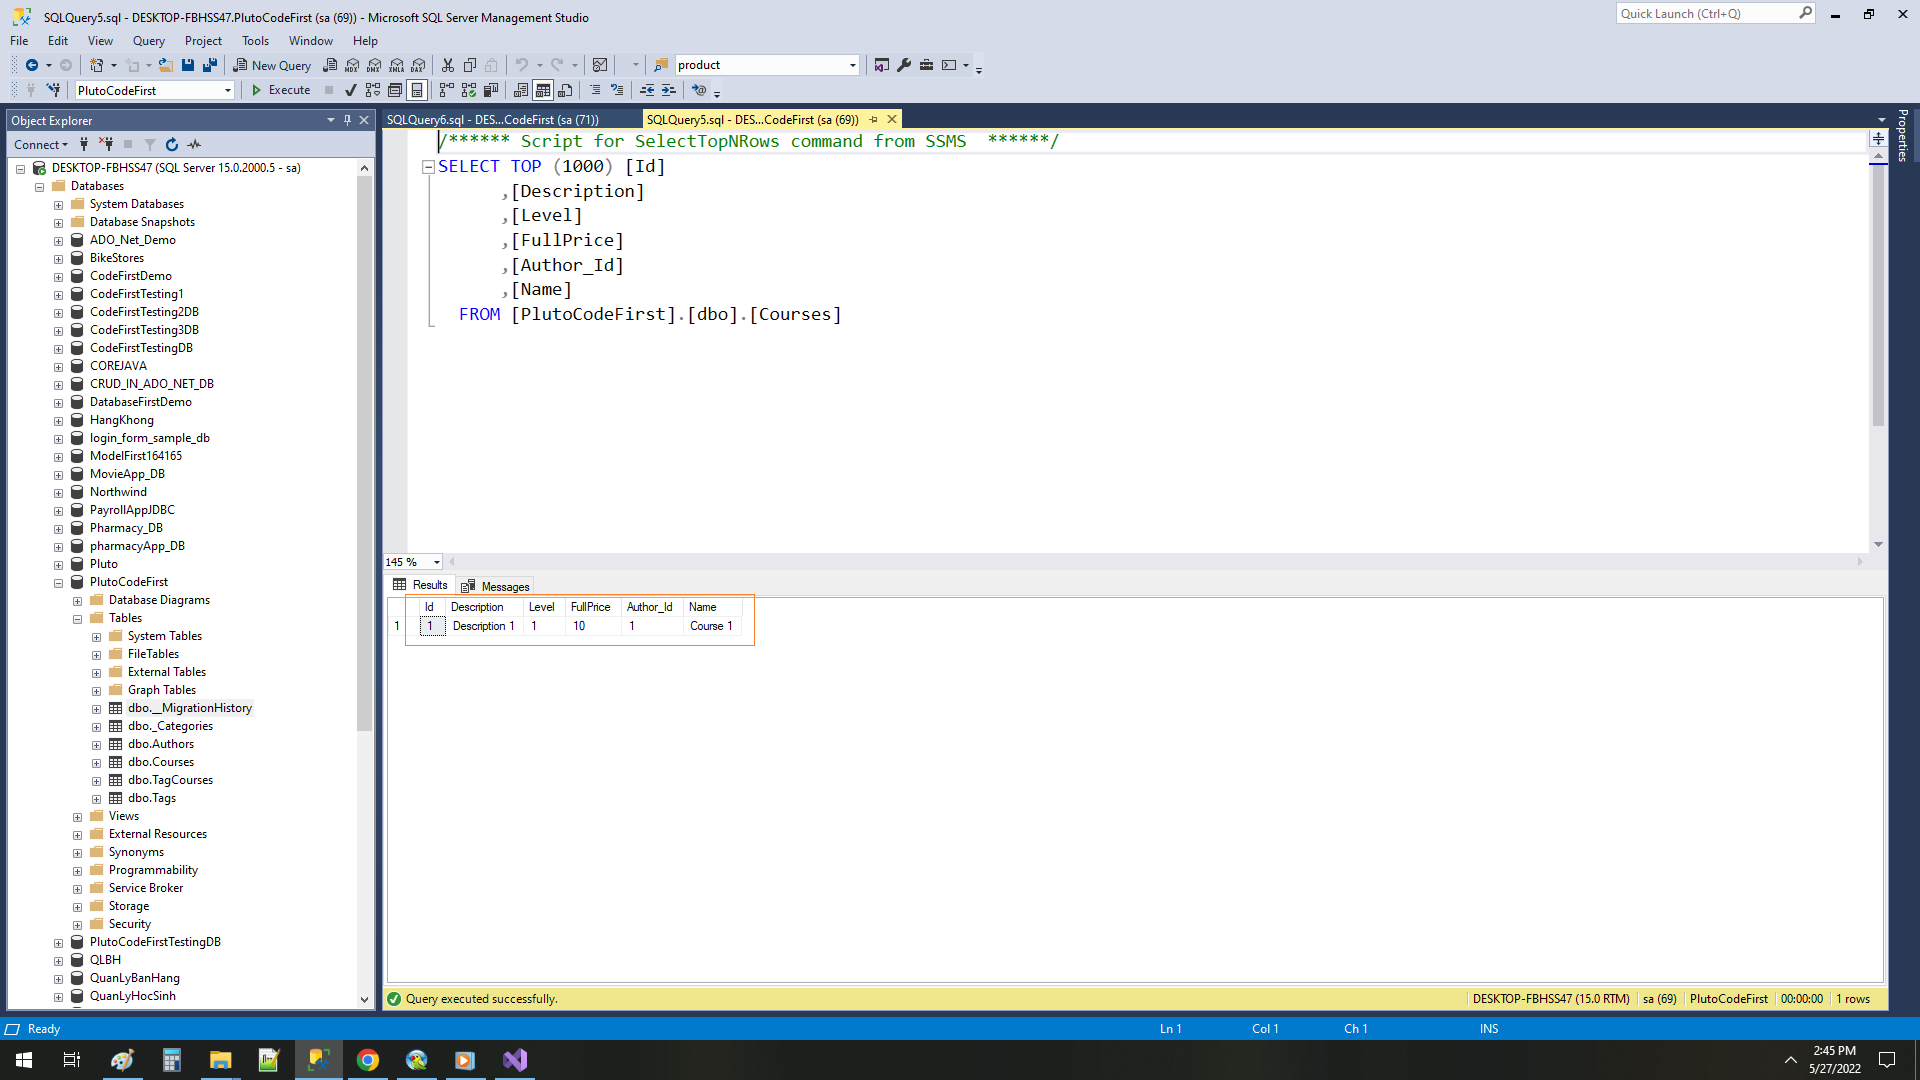 SQLQuery5.sql - DESKTOP-FBHSS47.PlutoCodeFirst (sa (69)) - Microsoft SQL Server Management Studio
Quick Launch (Ctrl+Q)
File Edit View Query Project Tools Window Help
New Query MDX DMX XMLA DAX product
PlutoCodeFirst Execute
Object Explorer
Connect
DESKTOP-FBHSS47 (SQL Server 15.0.2000.5 - sa)
Databases
System Databases
Database Snapshots
ADO_Net_Demo
BikeStores
CodeFirstDemo
CodeFirstTesting1
CodeFirstTesting2DB
CodeFirstTesting3DB
CodeFirstTestingDB
COREJAVA
CRUD_IN_ADO_NET_DB
DatabaseFirstDemo
HangKhong
login_form_sample_db
ModelFirst164165
MovieApp_DB
Northwind
PayrollAppJDBC
Pharmacy_DB
pharmacyApp_DB
Pluto
PlutoCodeFirst
Database Diagrams
Tables
System Tables
FileTables
External Tables
Graph Tables
dbo.__MigrationHistory
dbo._Categories
dbo.Authors
dbo.Courses
dbo.TagCourses
dbo.Tags
Views
External Resources
Synonyms
Programmability
Service Broker
Storage
Security
PlutoCodeFirstTestingDB
QLBH
QuanLyBanHang
QuanLyHocSinh
SQLQuery6.sql - DES...CodeFirst (sa (71)) SQLQuery5.sql - DES...CodeFirst (sa (69))
Properties
/****** Script for SelectTopNRows command from SSMS  ******/
SELECT TOP (1000) [Id]
,[Description]
,[Level]
,[FullPrice]
,[Author_Id]
,[Name]
FROM [PlutoCodeFirst].[dbo].[Courses]
145 %
Results Messages
Id Description Level FullPrice Author_Id Name
1 1 Description 1 1 10 1 Course 1
Query executed successfully.
DESKTOP-FBHSS47 (15.0 RTM) sa (69) PlutoCodeFirst 00:00:00 1 rows
Ready Ln 1 Col 1 Ch 1 INS
2:45 PM
5/27/2022